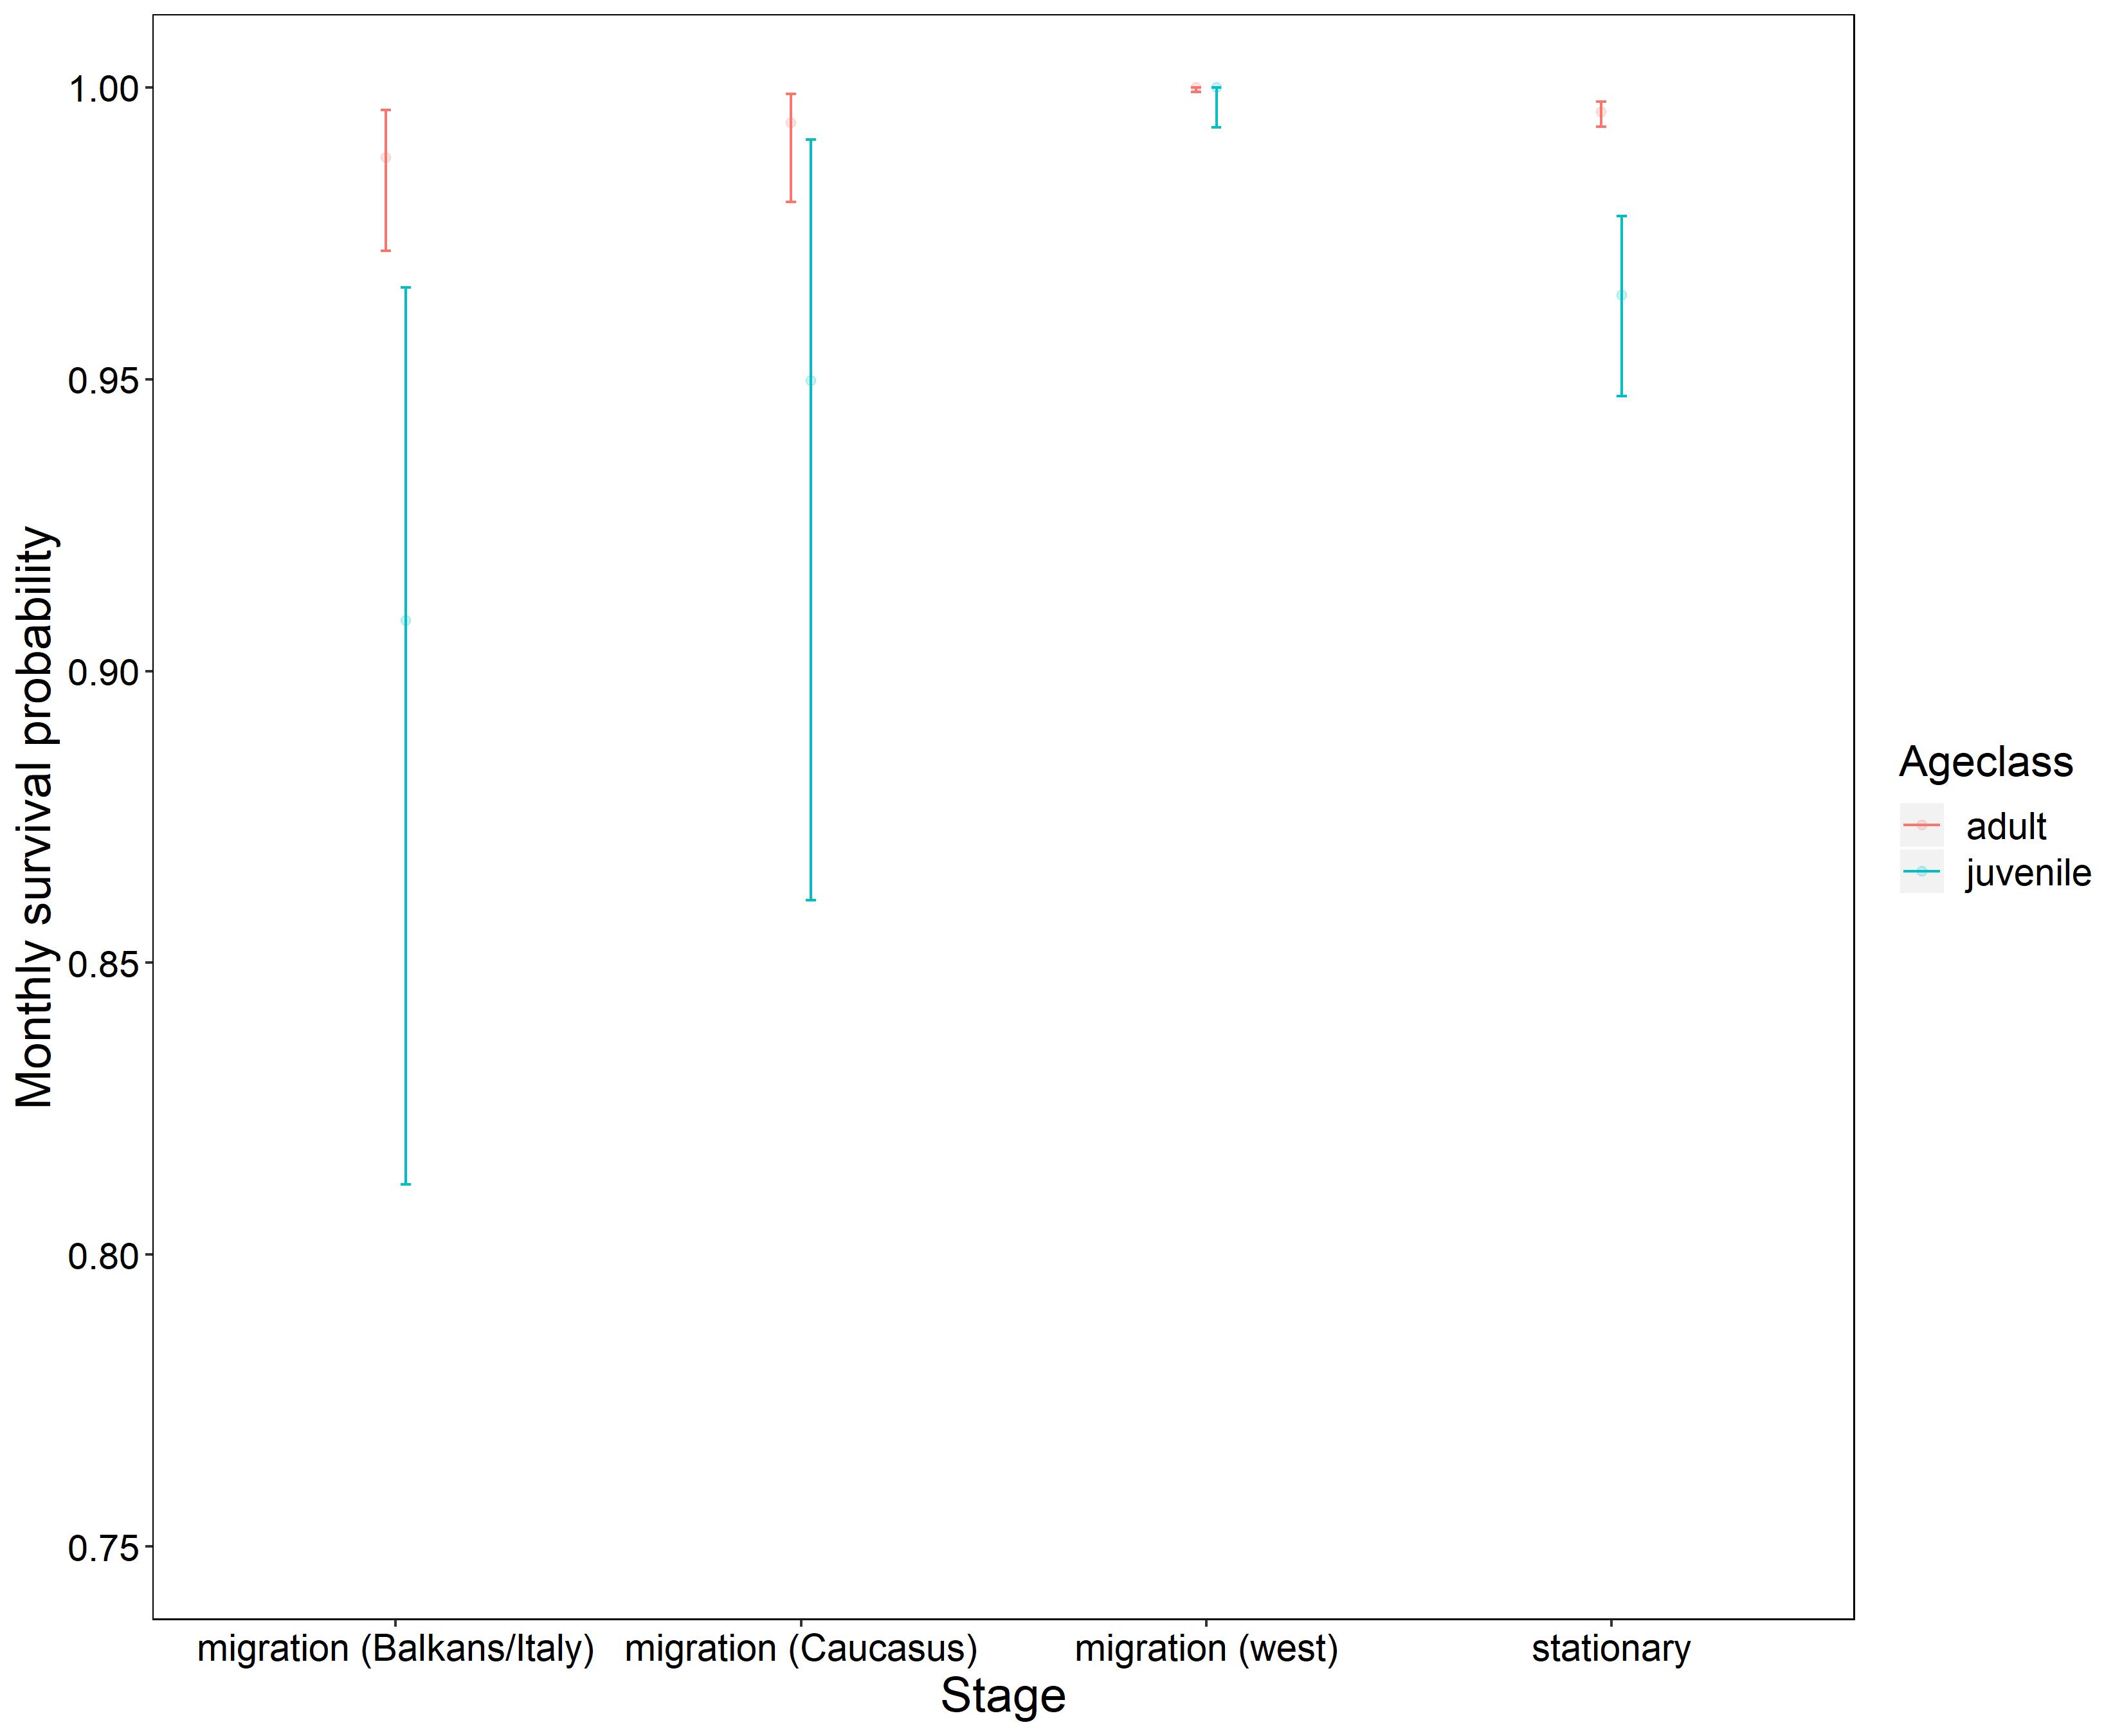 Monthly survival probability
1.00
0.95
0.90
0.85
0.80
0.75
migration (Balkans/Italy)
migration (Caucasus)
migration (west)
stationary
Stage
Ageclass
adult
juvenile